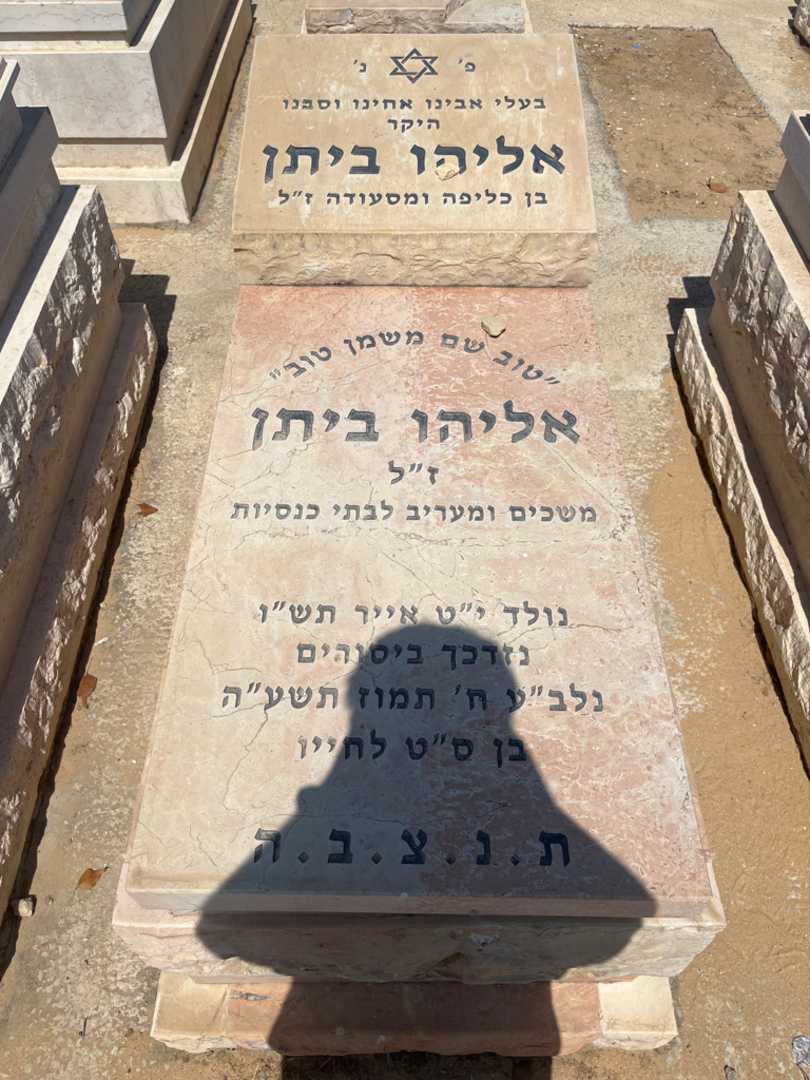 פ' נ'
בעלי אבינו אחינו וסבנו
היקר
אליהו ביתן
בן כליפה ומסעודה ז"ל
"טוב שם משמן טוב"
אליהו ביתן
ז"ל
משכים ומעריב לבתי כנסיות
נולד י"ט אייר תש"ו
נזדכך ביסורים
נלב"ע ח' תמוז תשע"ה
בן ס"ט לחייו
ת.נ.צ.ב.ה